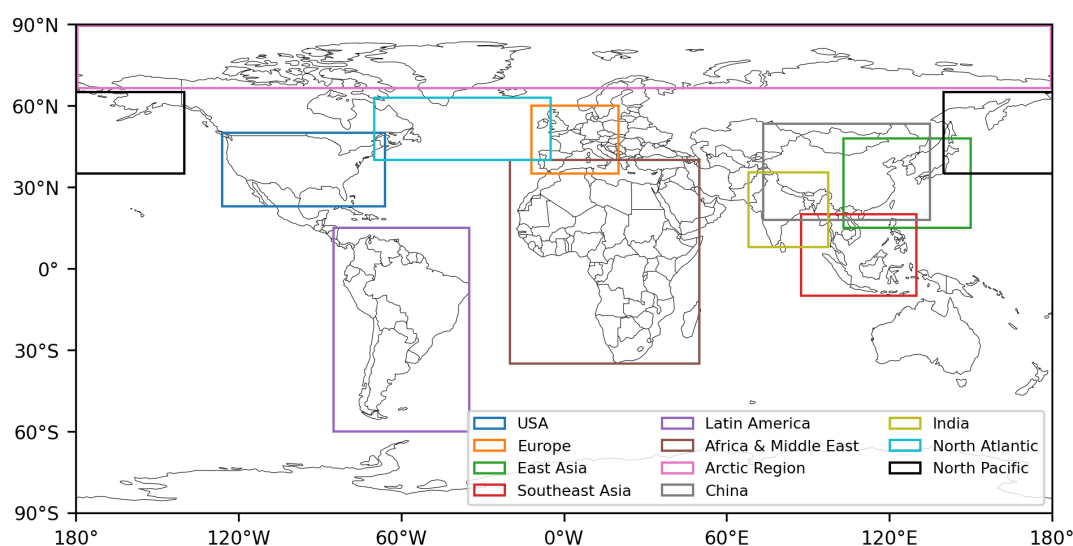 90°N
60°N
30°N
0°
30°S
60°S
90°S
180°
120°W
60°W
0°W
60°E
120°E
180°
USA
Europe
East Asia
Southeast Asia
Latin America
Africa & Middle East
Arctic Region
China
India
North Atlantic
North Pacific